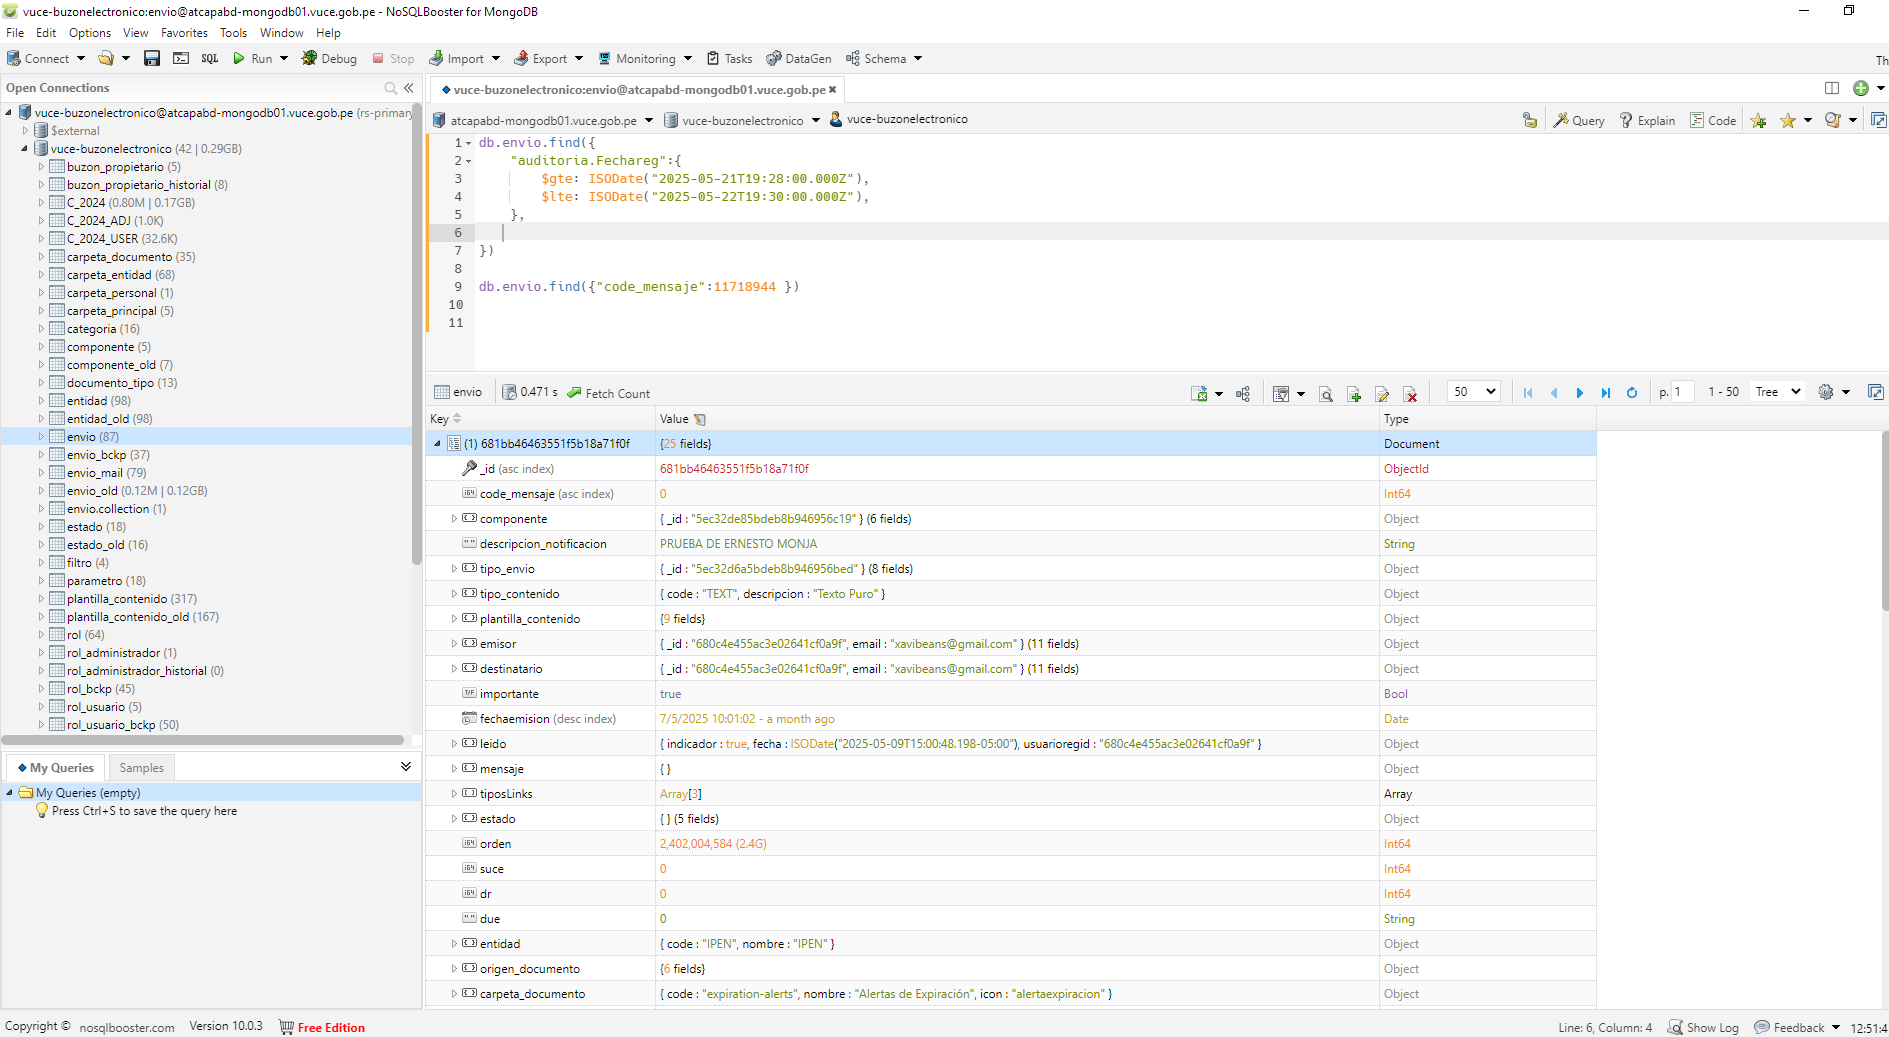 vuce-buzonelectronico:envio@atcapabd-mongodb01.vuce.gob.pe - NoSQLBooster for MongoDB
File Edit Options View Favorites Tools Window Help
Connect SQL Run Debug Stop Import Export Monitoring Tasks DataGen Schema Th
Open Connections
vuce-buzonelectronico@atcapabd-mongodb01.vuce.gob.pe (rs-primary
$external
vuce-buzonelectronico (42 | 0.29GB)
buzon_propietario (5)
buzon_propietario_historial (8)
C_2024 (0.80M | 0.17GB)
C_2024_ADJ (1.0K)
C_2024_USER (32.6K)
carpeta_documento (35)
carpeta_entidad (68)
carpeta_personal (1)
carpeta_principal (5)
categoria (16)
componente (5)
componente_old (7)
documento_tipo (13)
entidad (98)
entidad_old (98)
envio (87)
envio_bckp (37)
envio_mail (79)
envio_old (0.12M | 0.12GB)
envio.collection (1)
estado (18)
estado_old (16)
filtro (4)
parametro (18)
plantilla_contenido (317)
plantilla_contenido_old (167)
rol (64)
rol_administrador (1)
rol_administrador_historial (0)
rol_bckp (45)
rol_usuario (5)
rol_usuario_bckp (50)
My Queries Samples
My Queries (empty)
Press Ctrl+S to save the query here
vuce-buzonelectronico:envio@atcapabd-mongodb01.vuce.gob.pe
atcapabd-mongodb01.vuce.gob.pe vuce-buzonelectronico vuce-buzonelectronico Query Explain Code
1 db.envio.find({
2 "auditoria.Fechareg":{
3 $gte: ISODate("2025-05-21T19:28:00.000Z"),
4 $lte: ISODate("2025-05-22T19:30:00.000Z"),
5 },
6
7 })
8
9 db.envio.find({"code_mensaje":11718944 })
10
11
envio 0.471 s Fetch Count 50 p. 1 1 - 50 Tree
Key Value Type
(1) 681bb46463551f5b18a71f0f {25 fields} Document
_id (asc index) 681bb46463551f5b18a71f0f ObjectId
i64 code_mensaje (asc index) 0 Int64
componente { _id : "5ec32de85bdeb8b946956c19" } (6 fields) Object
descripcion_notificacion PRUEBA DE ERNESTO MONJA String
tipo_envio { _id : "5ec32d6a5bdeb8b946956bed" } (8 fields) Object
tipo_contenido { code : "TEXT", descripcion : "Texto Puro" } Object
plantilla_contenido {9 fields} Object
emisor { _id : "680c4e455ac3e02641cf0a9f", email : "xavibeans@gmail.com" } (11 fields) Object
destinatario { _id : "680c4e455ac3e02641cf0a9f", email : "xavibeans@gmail.com" } (11 fields) Object
T/F importante true Bool
fechaemision (desc index) 7/5/2025 10:01:02 - a month ago Date
leido { indicador : true, fecha : ISODate("2025-05-09T15:00:48.198-05:00"), usuarioregid : "680c4e455ac3e02641cf0a9f" } Object
mensaje { } Object
tiposLinks Array[3] Array
estado { } (5 fields) Object
i64 orden 2,402,004,584 (2.4G) Int64
i64 suce 0 Int64
i64 dr 0 Int64
due 0 String
entidad { code : "IPEN", nombre : "IPEN" } Object
origen_documento {6 fields} Object
carpeta_documento { code : "expiration-alerts", nombre : "Alertas de Expiración", icon : "alertaexpiracion" } Object
Copyright © nosqlbooster.com Version 10.0.3 Free Edition Line: 6, Column: 4 Show Log Feedback 12:51:4